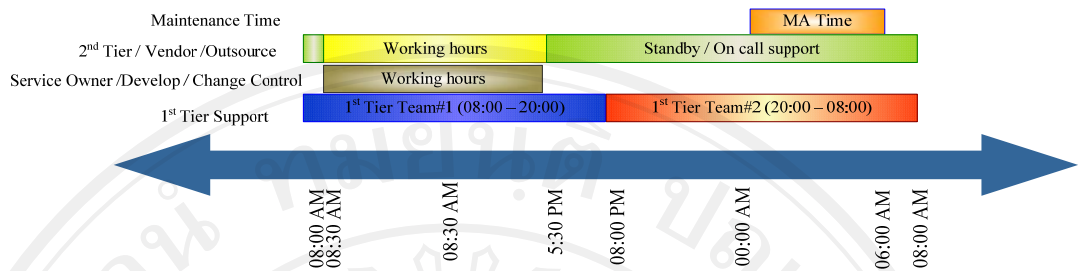 Maintenance Time
MA Time
2nd Tier / Vendor /Outsource
Working hours
Standby / On call support
Service Owner /Develop / Change Control
Working hours
1st Tier Support
1st Tier Team#1 (08:00 – 20:00)
1st Tier Team#2 (20:00 – 08:00)
08:00 AM
08:30 AM
08:30 AM
5:30 PM
08:00 PM
00:00 AM
06:00 AM
08:00 AM